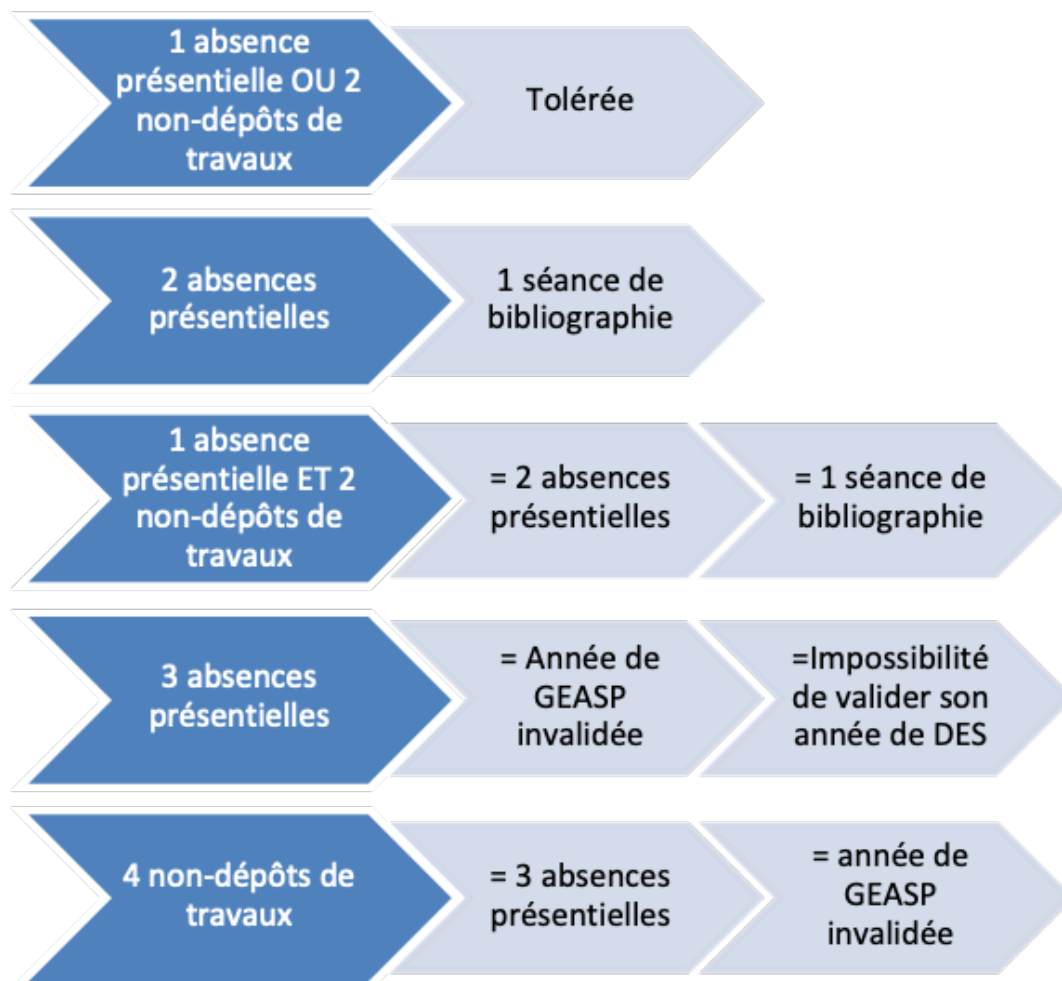 1 absence
présentielle OU 2
non-dépôts de
travaux
Tolérée
2 absences
présentielles
1 séance de
bibliographie
1 absence
présentielle ET 2
non-dépôts de
travaux
= 2 absences
présentielles
= 1 séance de
bibliographie
3 absences
présentielles
= Année de
GEASP
invalidée
=Impossibilité
de valider son
année de DES
4 non-dépôts de
travaux
= 3 absences
présentielles
= année de
GEASP
invalidée